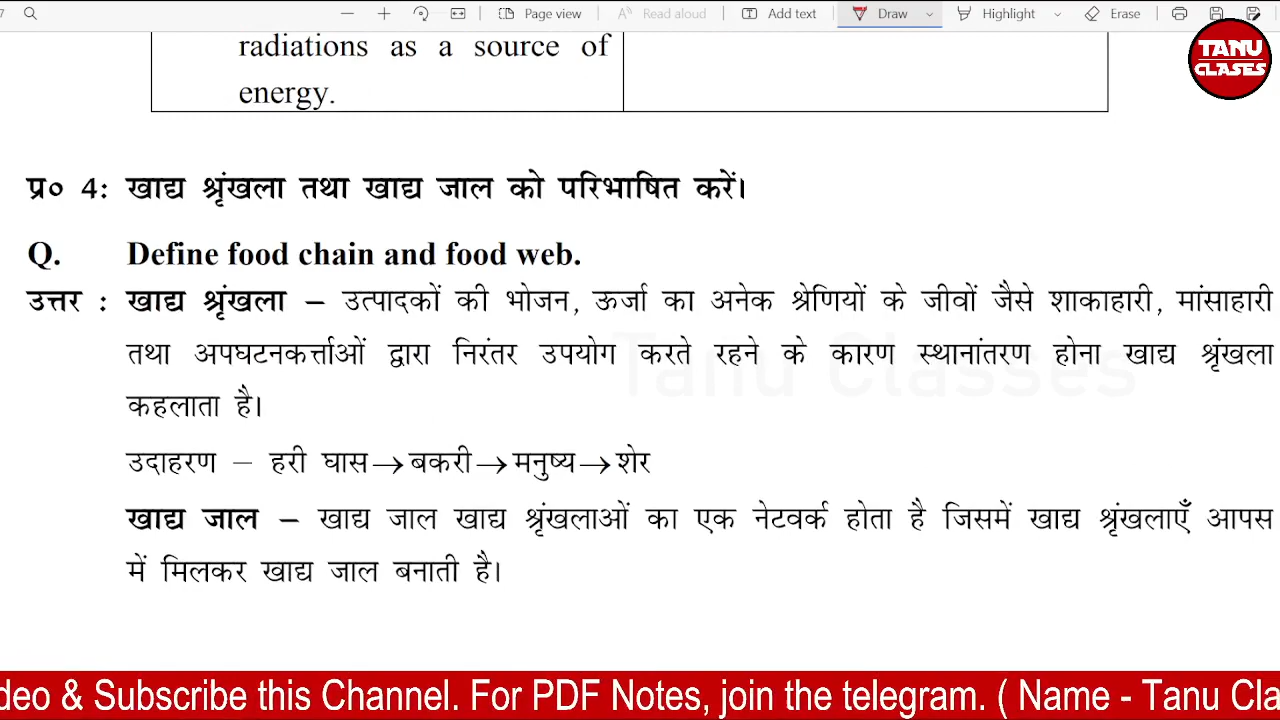 7
Page view
Read aloud
Add text
Draw
Highlight
Erase
TANU
CLASES
radiations as a source of
energy.
प्र० 4: खाद्य श्रृंखला तथा खाद्य जाल को परिभाषित करें।
Q. Define food chain and food web.
उत्तर : खाद्य श्रृंखला – उत्पादकों की भोजन, ऊर्जा का अनेक श्रेणियों के जीवों जैसे शाकाहारी, मांसाहारी
तथा अपघटनकर्त्ताओं द्वारा निरंतर उपयोग करते रहने के कारण स्थानांतरण होना खाद्य श्रृंखला
कहलाता है।
Tanu Classes
उदाहरण – हरी घास→बकरी→मनुष्य→शेर
खाद्य जाल – खाद्य जाल खाद्य श्रृंखलाओं का एक नेटवर्क होता है जिसमें खाद्य श्रृंखलाएँ आपस
में मिलकर खाद्य जाल बनाती है।
deo & Subscribe this Channel. For PDF Notes, join the telegram. ( Name - Tanu Cla